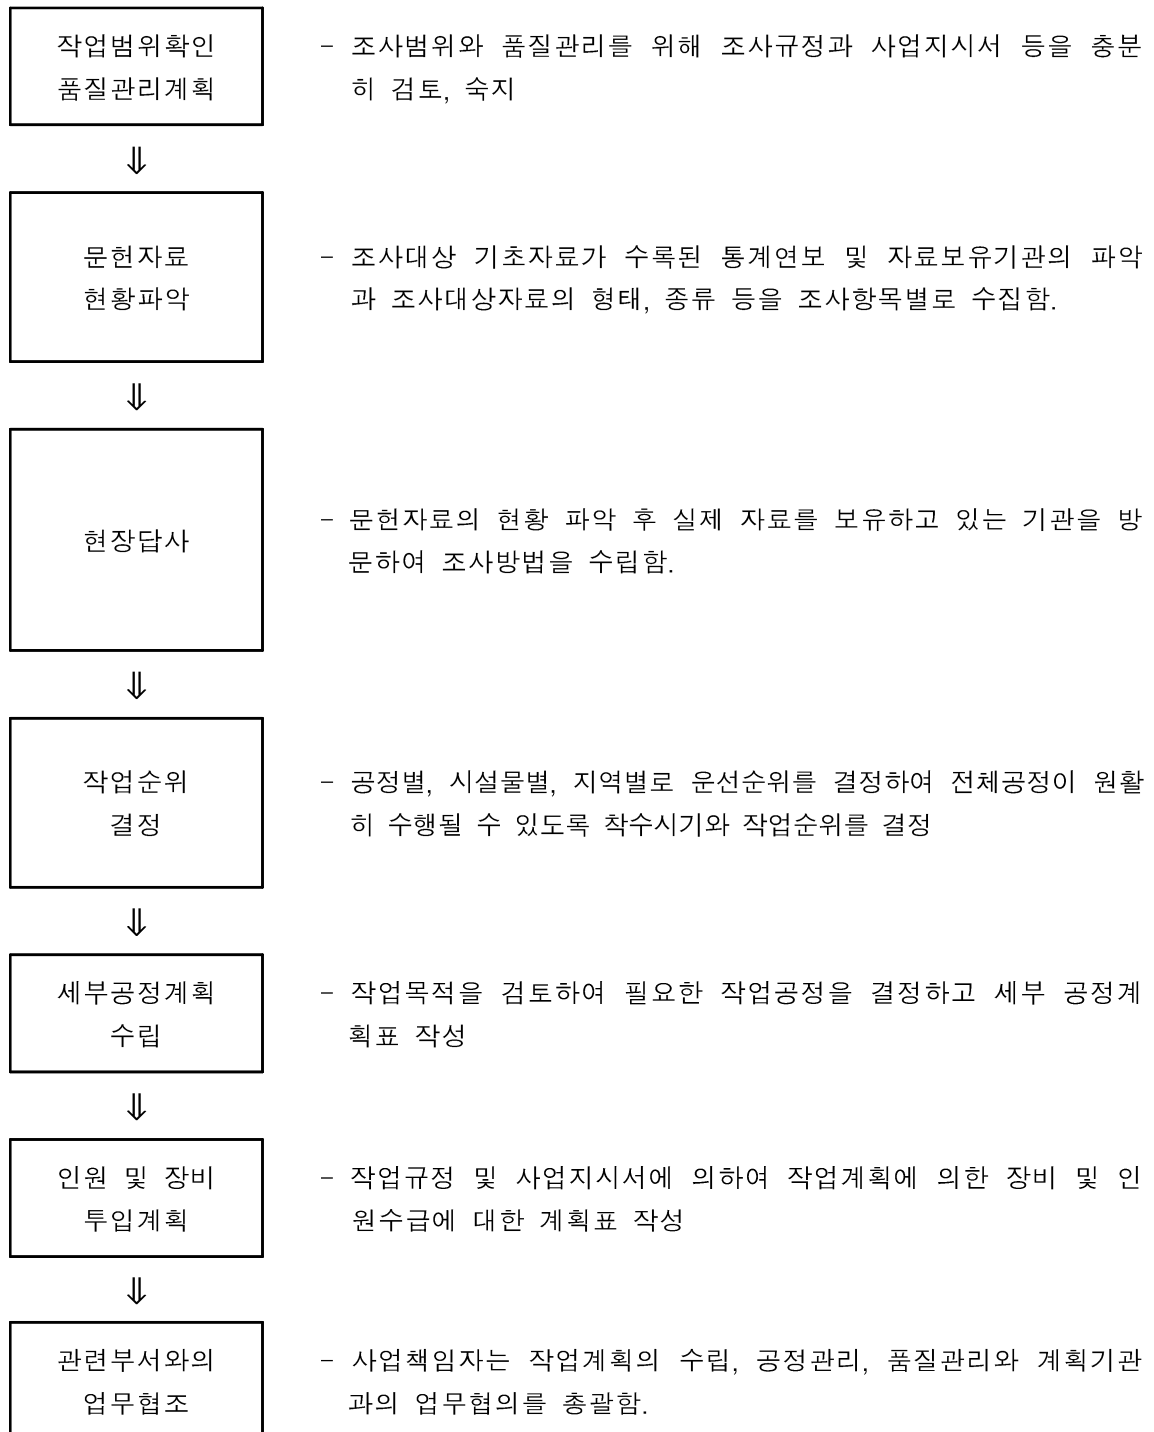 작업범위확인
품질관리계획
- 조사범위와 품질관리를 위해 조사규정과 사업지시서 등을 충분
히 검토, 숙지
⇓
문헌자료
현황파악
- 조사대상 기초자료가 수록된 통계연보 및 자료보유기관의 파악
과 조사대상자료의 형태, 종류 등을 조사항목별로 수집함.
⇓
현장답사
- 문헌자료의 현황 파악 후 실제 자료를 보유하고 있는 기관을 방
문하여 조사방법을 수립함.
⇓
작업순위
결정
- 공정별, 시설물별, 지역별로 운선순위를 결정하여 전체공정이 원활
히 수행될 수 있도록 착수시기와 작업순위를 결정
⇓
세부공정계획
수립
- 작업목적을 검토하여 필요한 작업공정을 결정하고 세부 공정계
획표 작성
⇓
인원 및 장비
투입계획
- 작업규정 및 사업지시서에 의하여 작업계획에 의한 장비 및 인
원수급에 대한 계획표 작성
⇓
관련부서와의
업무협조
- 사업책임자는 작업계획의 수립, 공정관리, 품질관리와 계획기관
과의 업무협의를 총괄함.